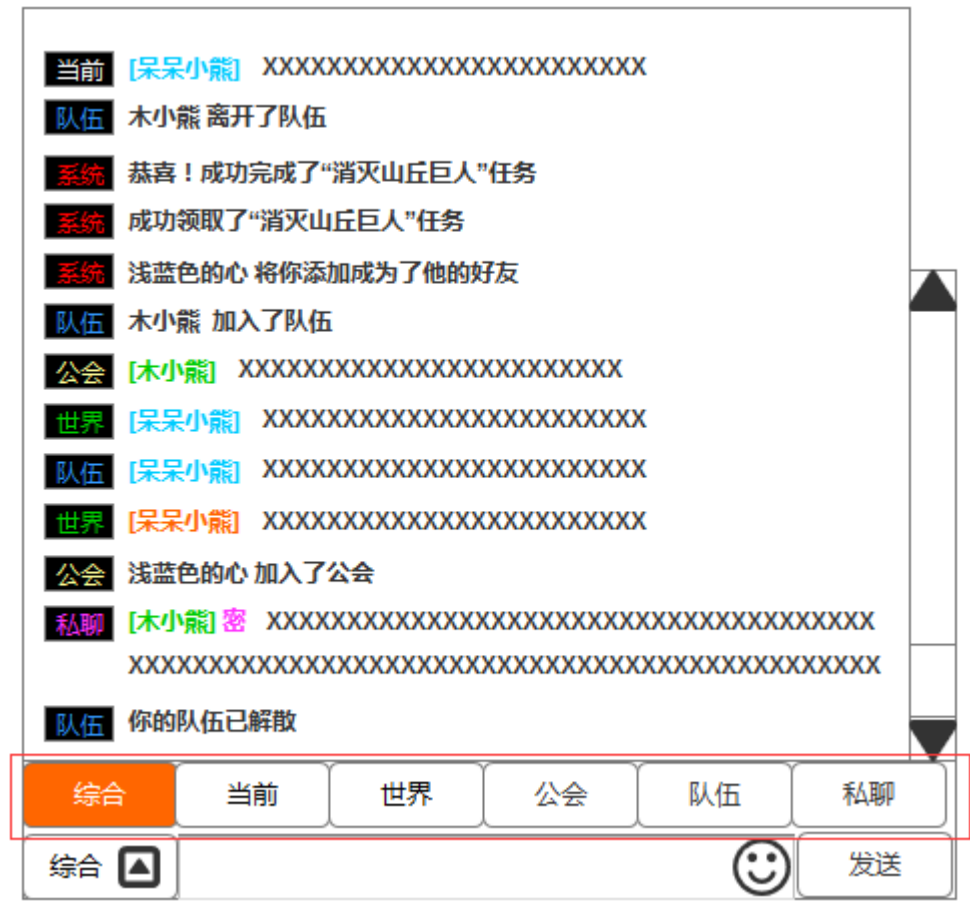 当前 [呆呆小熊] XXXXXXXXXXXXXXXXXXXXXXXX
队伍 木小熊 离开了队伍
系统 恭喜！成功完成了“消灭山丘巨人”任务
系统 成功领取了“消灭山丘巨人”任务
系统 浅蓝色的心 将你添加成为了他的好友
队伍 木小熊 加入了队伍
公会 [木小熊] XXXXXXXXXXXXXXXXXXXXXXXX
世界 [呆呆小熊] XXXXXXXXXXXXXXXXXXXXXXXX
队伍 [呆呆小熊] XXXXXXXXXXXXXXXXXXXXXXXX
世界 [呆呆小熊] XXXXXXXXXXXXXXXXXXXXXXXX
公会 浅蓝色的心 加入了公会
私聊 [木小熊] 密 XXXXXXXXXXXXXXXXXXXXXXXXXXXXXXXXXXXXXX
XXXXXXXXXXXXXXXXXXXXXXXXXXXXXXXXXXXXXXXXXXXXXXX
队伍 你的队伍已解散
综合 当前 世界 公会 队伍 私聊
综合 发送